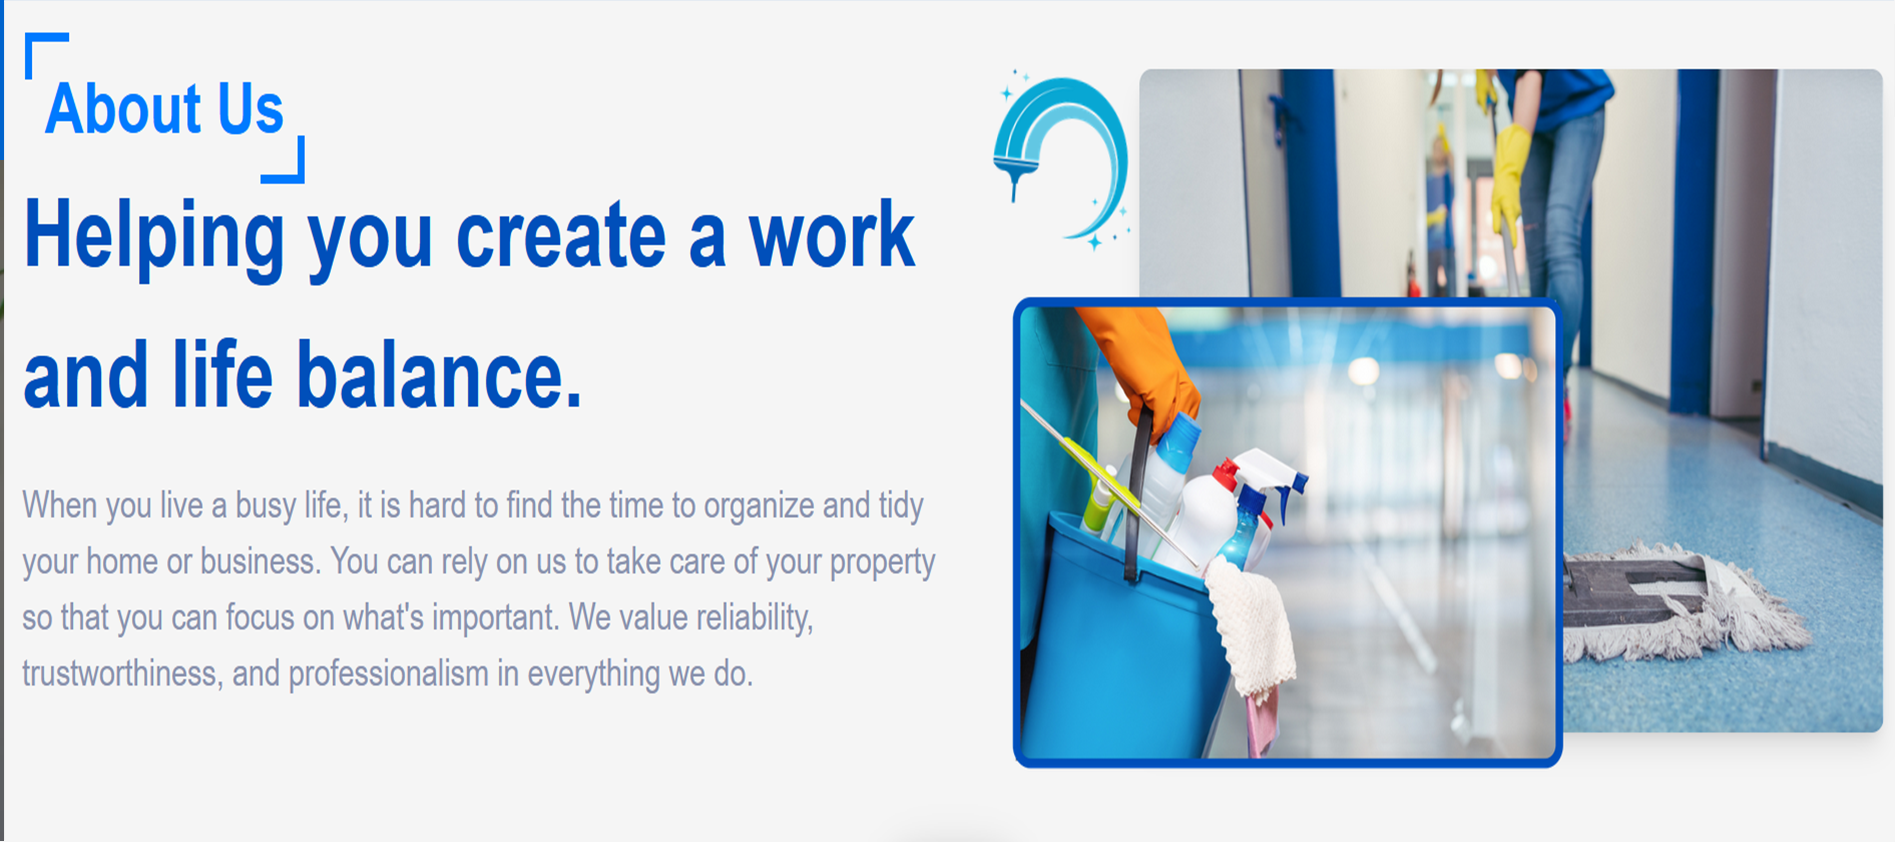 About Us
Helping you create a work
and life balance.
When you live a busy life, it is hard to find the time to organize and tidy
your home or business. You can rely on us to take care of your property
so that you can focus on what's important. We value reliability,
trustworthiness, and professionalism in everything we do.